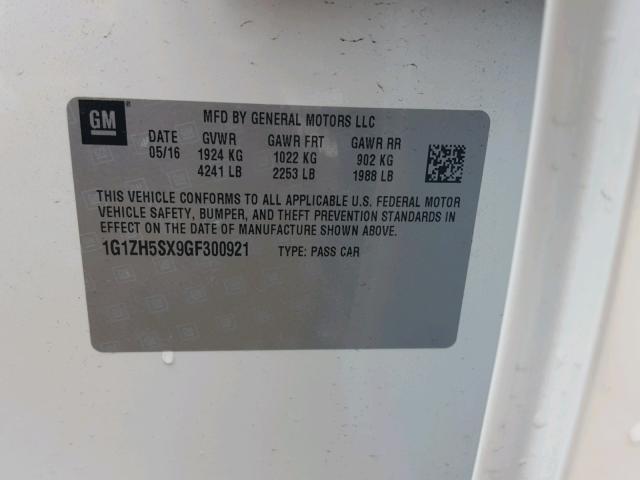 GM
MFD BY GENERAL MOTORS LLC
DATE GVWR GAWR FRT GAWR RR
05/16 1924 KG 1022 KG 902 KG
4241 LB 2253 LB 1988 LB
THIS VEHICLE CONFORMS TO ALL APPLICABLE U.S. FEDERAL MOTOR
VEHICLE SAFETY, BUMPER, AND THEFT PREVENTION STANDARDS IN
EFFECT ON THE DATE OF MANUFACTURE SHOWN ABOVE.
1G1ZH5SX9GF300921 TYPE: PASS CAR